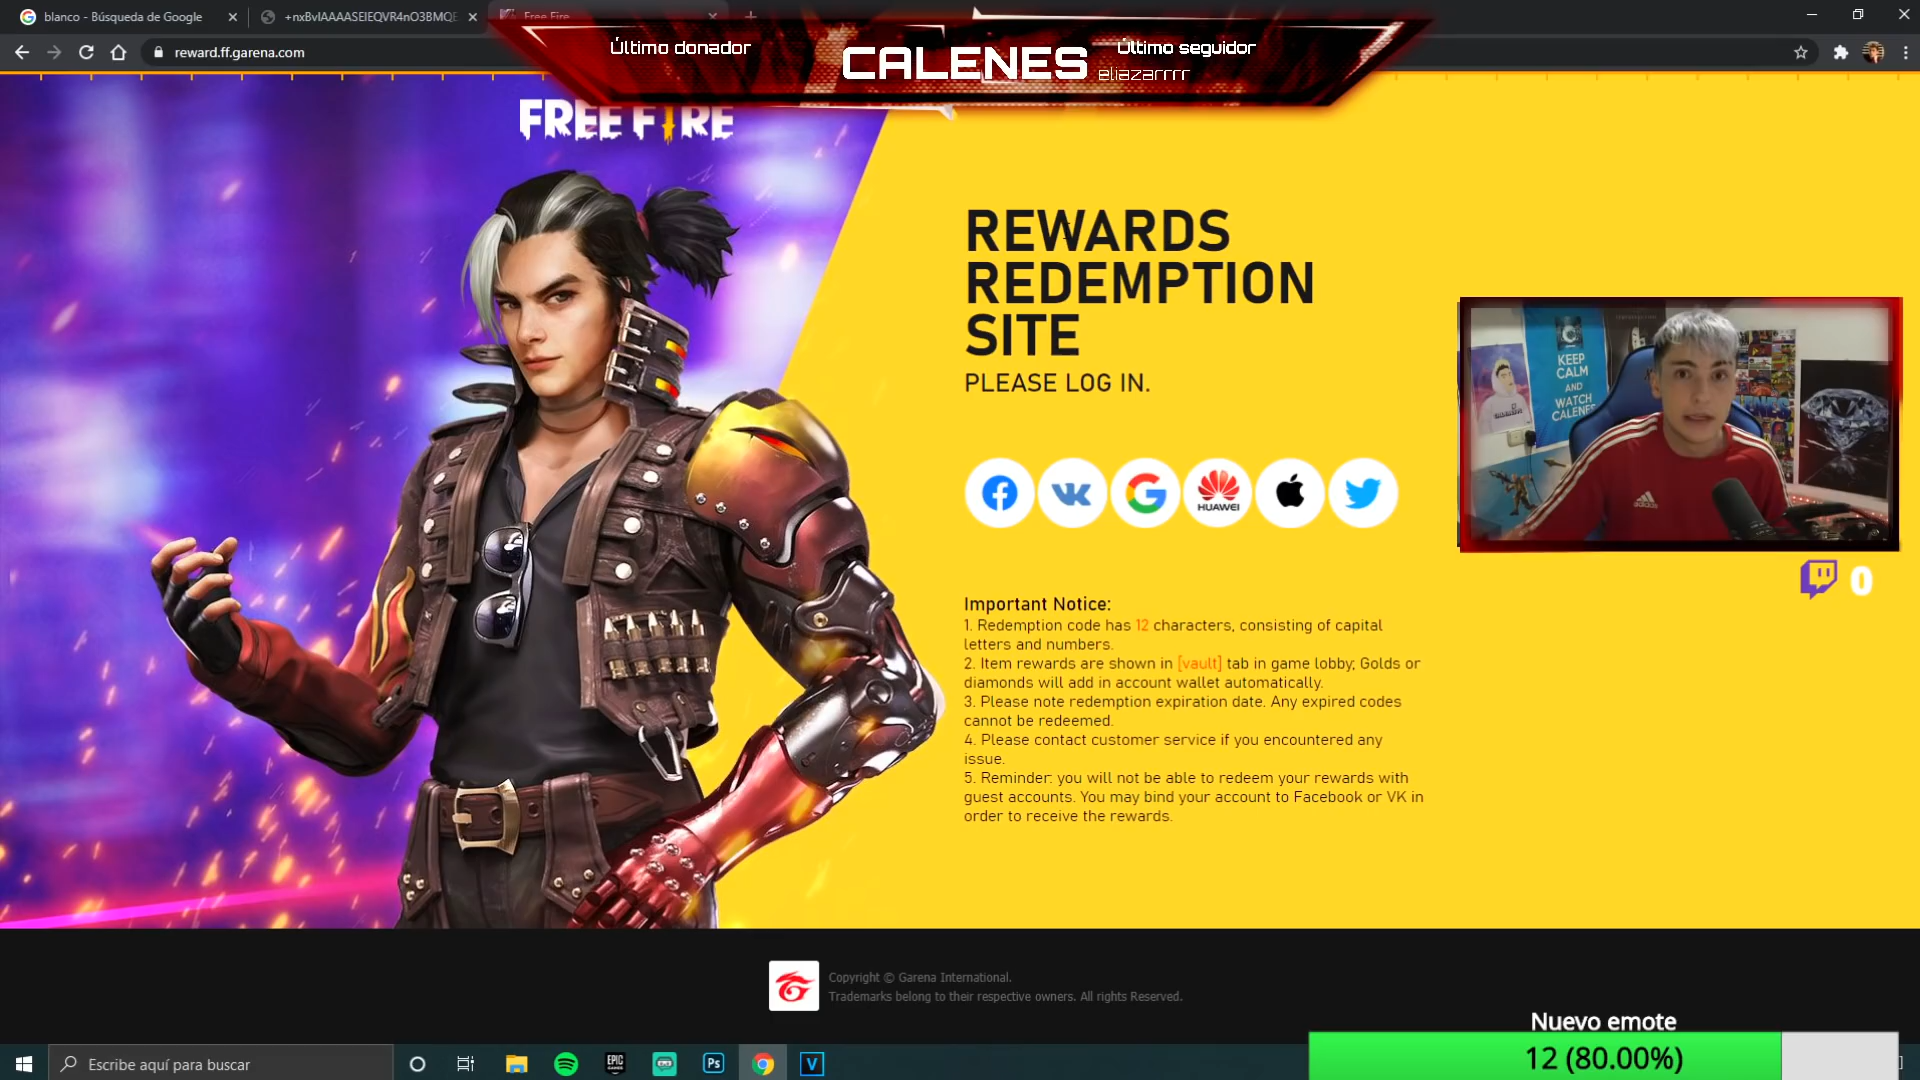 blanco - Búsqueda de Google
+nxBvIAAAASElEQVR4nO3BMQE
Free Fire
reward.ff.garena.com
Último donador
CALENES
Último seguidor
eliazarrrr
FREE FIRE
REWARDS
REDEMPTION
SITE
PLEASE LOG IN.
HUAWEI
KEEP
CALM
AND
WATCH
CALENES
CALENES
adidas
0
Important Notice:
1. Redemption code has 12 characters, consisting of capital
letters and numbers.
2. Item rewards are shown in [vault] tab in game lobby; Golds or
diamonds will add in account wallet automatically.
3. Please note redemption expiration date. Any expired codes
cannot be redeemed.
4. Please contact customer service if you encountered any
issue.
5. Reminder: you will not be able to redeem your rewards with
guest accounts. You may bind your account to Facebook or VK in
order to receive the rewards.
Copyright © Garena International.
Trademarks belong to their respective owners. All rights Reserved.
Nuevo emote
12 (80.00%)
Escribe aquí para buscar
EPIC
GAMES
Ps
V